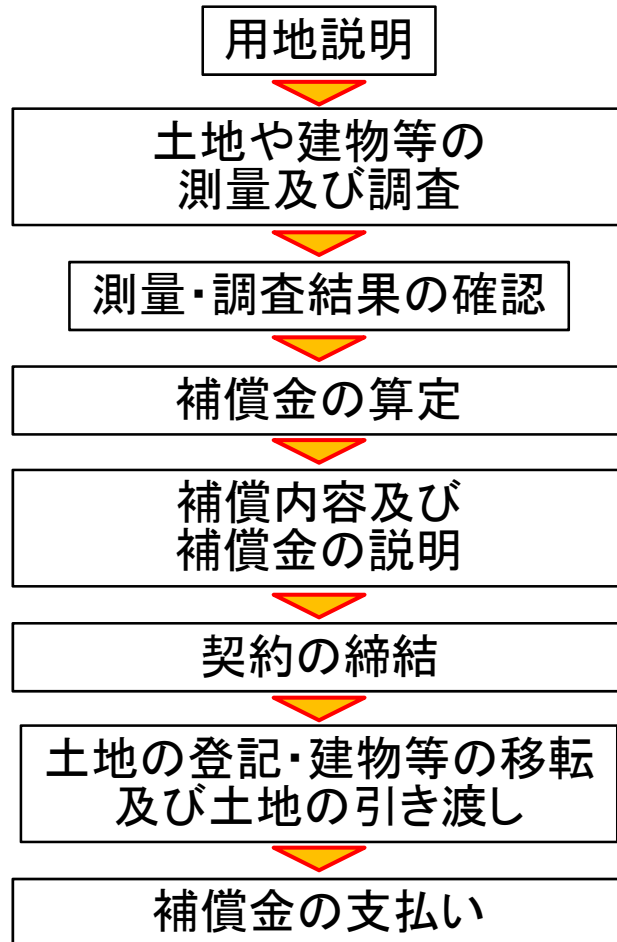 用地説明
土地や建物等の
測量及び調査
測量・調査結果の確認
補償金の算定
補償内容及び
補償金の説明
契約の締結
土地の登記・建物等の移転
及び土地の引き渡し
補償金の支払い